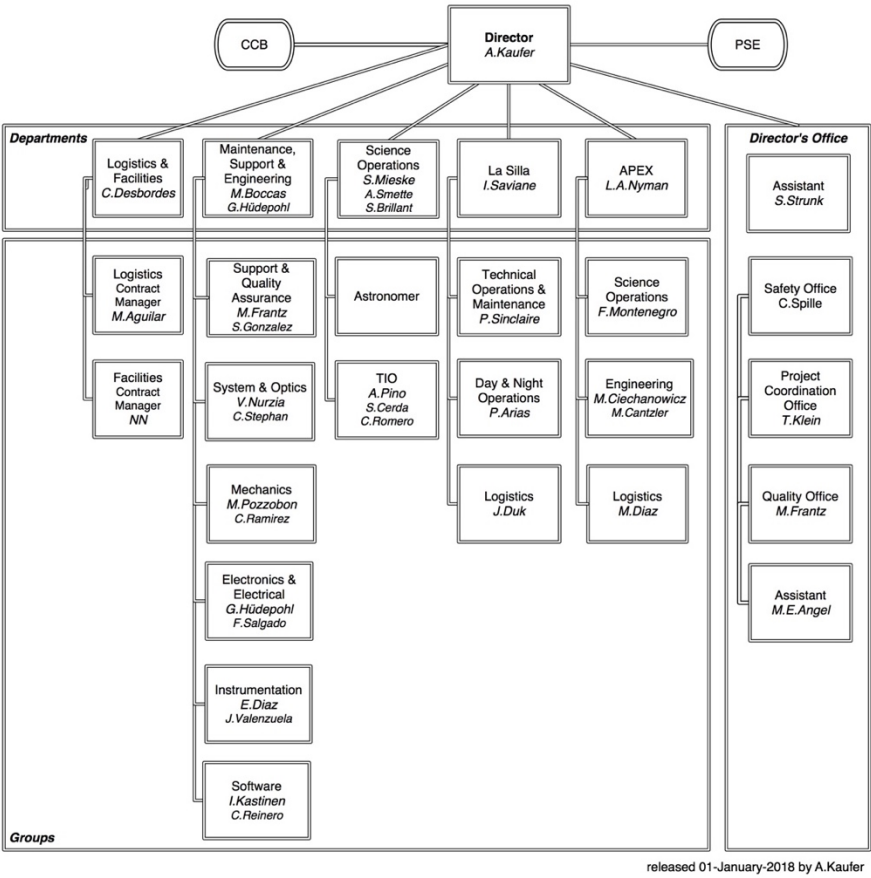 CCB
Director
A.Kaufer
PSE
Departments
Logistics &
Facilities
C.Desbordes
Maintenance,
Support &
Engineering
M.Boccas
G.Hüdepohl
Science
Operations
S.Mieske
A.Smette
S.Brillant
La Silla
I.Saviane
APEX
L.A.Nyman
Director's Office
Assistant
S.Strunk
Logistics
Contract
Manager
M.Aguilar
Support &
Quality
Assurance
M.Frantz
S.Gonzalez
Astronomer
Technical
Operations &
Maintenance
P.Sinclaire
Science
Operations
F.Montenegro
Safety Office
C.Spille
Facilities
Contract
Manager
NN
System & Optics
V.Nurzia
C.Stephan
TIO
A.Pino
S.Cerda
C.Romero
Day & Night
Operations
P.Arias
Engineering
M.Ciechanowicz
M.Cantzler
Project
Coordination
Office
T.Klein
Mechanics
M.Pozzobon
C.Ramirez
Logistics
J.Duk
Logistics
M.Diaz
Quality Office
M.Frantz
Electronics &
Electrical
G.Hüdepohl
F.Salgado
Assistant
M.E.Angel
Instrumentation
E.Diaz
J.Valenzuela
Software
I.Kastinen
C.Reinero
Groups
released 01-January-2018 by A.Kaufer